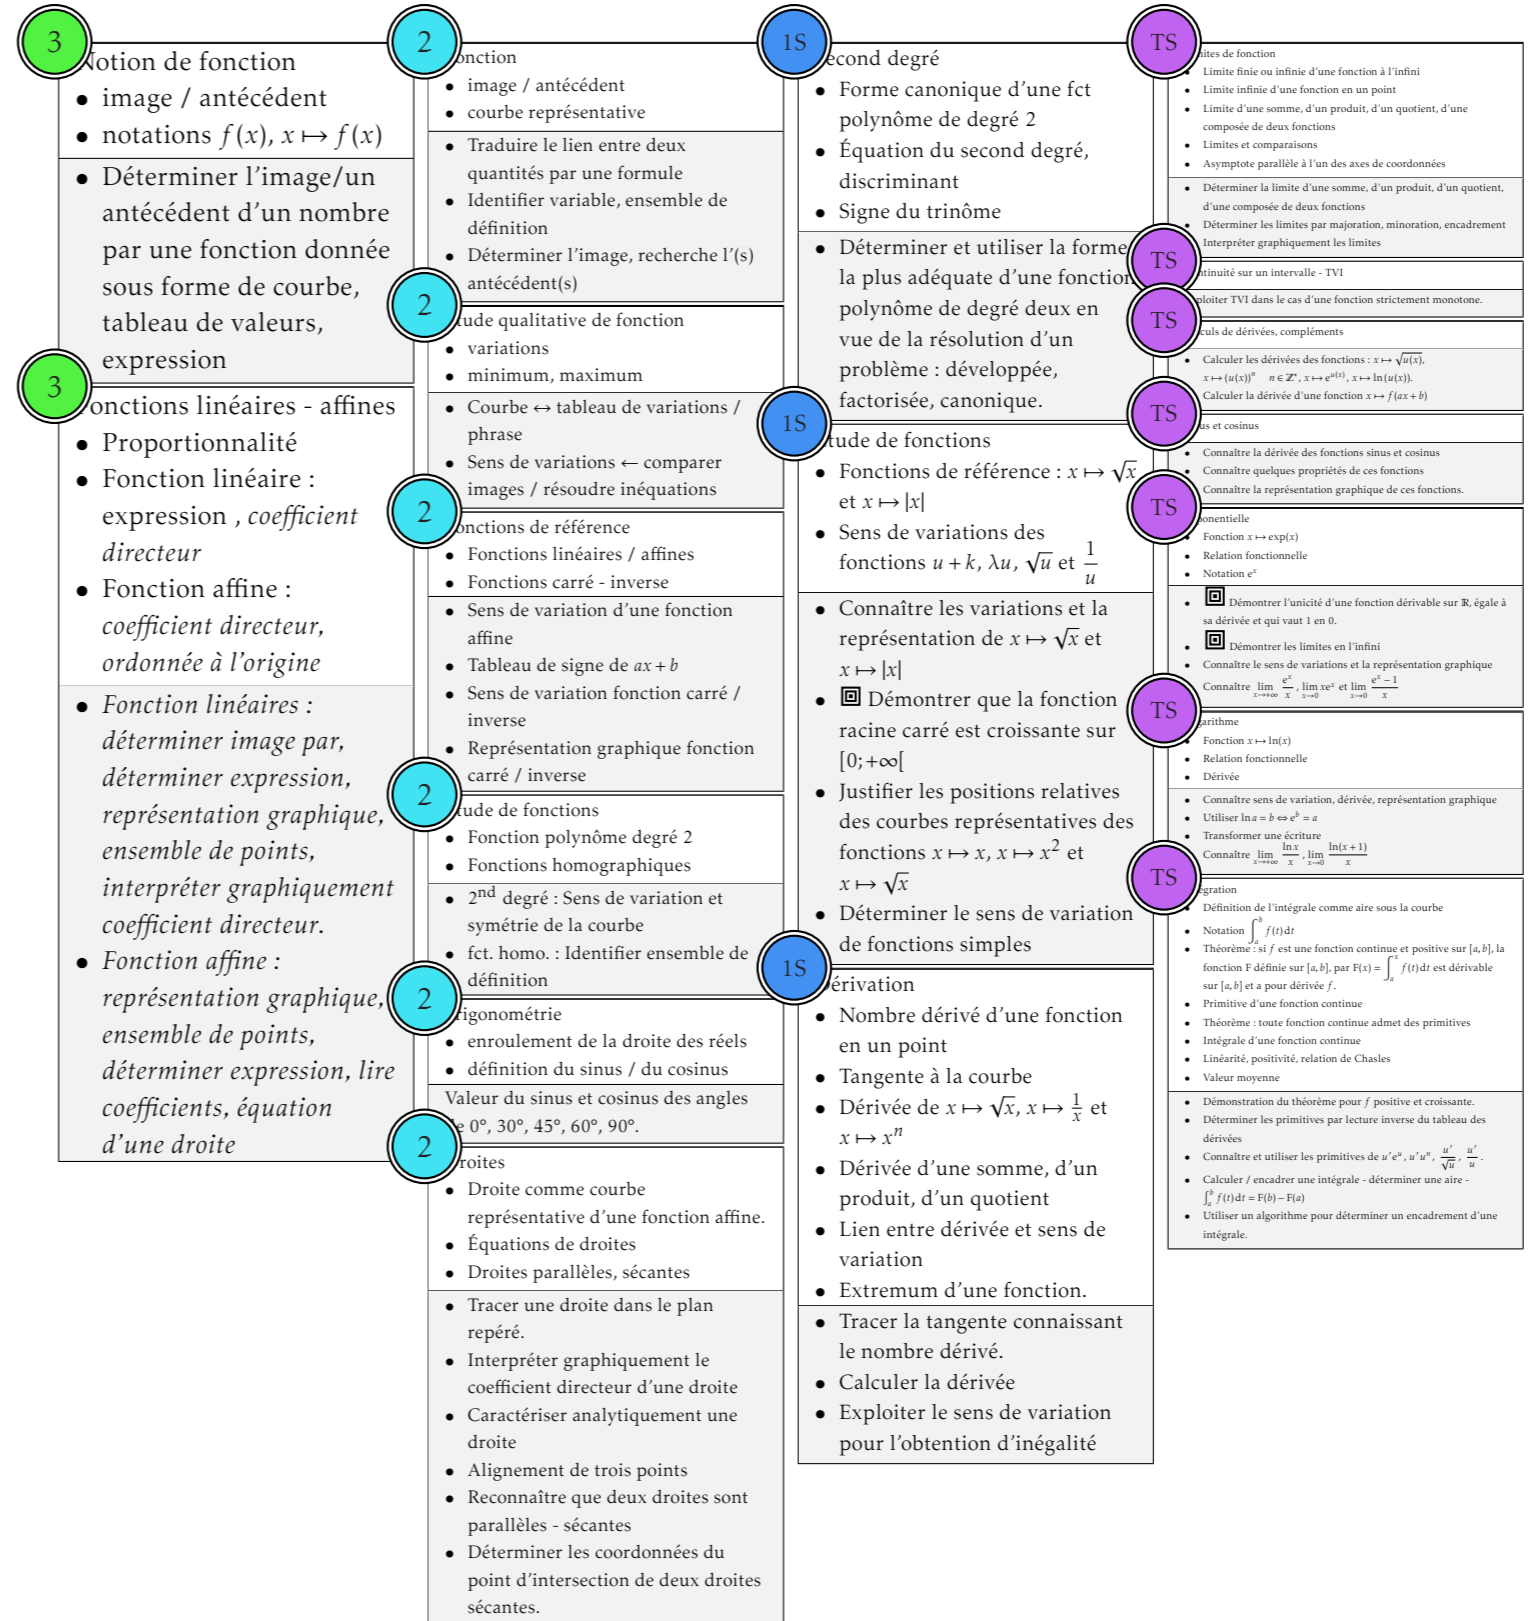 3
Notion de fonction
• image / antécédent
• notations f(x), x ↦ f(x)
• Déterminer l'image/un
antécédent d'un nombre
par une fonction donnée
sous forme de courbe,
tableau de valeurs,
expression
3
Fonctions linéaires - affines
• Proportionnalité
• Fonction linéaire :
expression , coefficient
directeur
• Fonction affine :
coefficient directeur,
ordonnée à l'origine
• Fonction linéaires :
déterminer image par,
déterminer expression,
représentation graphique,
ensemble de points,
interpréter graphiquement
coefficient directeur.
• Fonction affine :
représentation graphique,
ensemble de points,
déterminer expression, lire
coefficients, équation
d'une droite
2
Fonction
• image / antécédent
• courbe représentative
• Traduire le lien entre deux
quantités par une formule
• Identifier variable, ensemble de
définition
• Déterminer l'image, recherche l'(s)
antécédent(s)
2
Étude qualitative de fonction
• variations
• minimum, maximum
• Courbe ↔ tableau de variations /
phrase
• Sens de variations ← comparer
images / résoudre inéquations
2
Fonctions de référence
• Fonctions linéaires / affines
• Fonctions carré - inverse
• Sens de variation d'une fonction
affine
• Tableau de signe de ax + b
• Sens de variation fonction carré /
inverse
• Représentation graphique fonction
carré / inverse
2
Étude de fonctions
• Fonction polynôme degré 2
• Fonctions homographiques
• 2nd degré : Sens de variation et
symétrie de la courbe
• fct. homo. : Identifier ensemble de
définition
2
Trigonométrie
• enroulement de la droite des réels
• définition du sinus / du cosinus
Valeur du sinus et cosinus des angles
de 0°, 30°, 45°, 60°, 90°.
2
Droites
• Droite comme courbe
représentative d'une fonction affine.
• Équations de droites
• Droites parallèles, sécantes
• Tracer une droite dans le plan
repéré.
• Interpréter graphiquement le
coefficient directeur d'une droite
• Caractériser analytiquement une
droite
• Alignement de trois points
• Reconnaître que deux droites sont
parallèles - sécantes
• Déterminer les coordonnées du
point d'intersection de deux droites
sécantes.
1S
Second degré
• Forme canonique d'une fct
polynôme de degré 2
• Équation du second degré,
discriminant
• Signe du trinôme
• Déterminer et utiliser la forme
la plus adéquate d'une fonction
polynôme de degré deux en
vue de la résolution d'un
problème : développée,
factorisée, canonique.
1S
Étude de fonctions
• Fonctions de référence : x ↦ √x
et x ↦ |x|
• Sens de variations des
fonctions u + k, λu, √u et 1/u
• Connaître les variations et la
représentation de x ↦ √x et
x ↦ |x|
• Démontrer que la fonction
racine carré est croissante sur
[0;+∞[
• Justifier les positions relatives
des courbes représentatives des
fonctions x ↦ x, x ↦ x² et
x ↦ √x
• Déterminer le sens de variation
de fonctions simples
1S
Dérivation
• Nombre dérivé d'une fonction
en un point
• Tangente à la courbe
• Dérivée de x ↦ √x, x ↦ 1/x et
x ↦ xⁿ
• Dérivée d'une somme, d'un
produit, d'un quotient
• Lien entre dérivée et sens de
variation
• Extremum d'une fonction.
• Tracer la tangente connaissant
le nombre dérivé.
• Calculer la dérivée
• Exploiter le sens de variation
pour l'obtention d'inégalité
TS
Limites de fonction
• Limite finie ou infinie d'une fonction à l'infini
• Limite infinie d'une fonction en un point
• Limite d'une somme, d'un produit, d'un quotient, d'une
composée de deux fonctions
• Limites et comparaisons
• Asymptote parallèle à l'un des axes de coordonnées
• Déterminer la limite d'une somme, d'un produit, d'un quotient,
d'une composée de deux fonctions
• Déterminer les limites par majoration, minoration, encadrement
Interpréter graphiquement les limites
TS
Continuité sur un intervalle - TVI
Exploiter TVI dans le cas d'une fonction strictement monotone.
TS
Calculs de dérivées, compléments
• Calculer les dérivées des fonctions : x ↦ √u(x),
x ↦ (u(x))ⁿ n ∈ ℤ*, x ↦ e^u(x), x ↦ ln(u(x)).
Calculer la dérivée d'une fonction x ↦ f(ax + b)
TS
Sinus et cosinus
• Connaître la dérivée des fonctions sinus et cosinus
• Connaître quelques propriétés de ces fonctions
Connaître la représentation graphique de ces fonctions.
TS
Exponentielle
• Fonction x ↦ exp(x)
• Relation fonctionnelle
• Notation eˣ
• Démontrer l'unicité d'une fonction dérivable sur ℝ, égale à
sa dérivée et qui vaut 1 en 0.
• Démontrer les limites en l'infini
• Connaître le sens de variations et la représentation graphique
Connaître lim x→+∞ eˣ/x, lim x→0 xeˣ et lim x→0 (eˣ − 1)/x
TS
Logarithme
Fonction x ↦ ln(x)
• Relation fonctionnelle
• Dérivée
• Connaître sens de variation, dérivée, représentation graphique
• Utiliser ln a = b ⇔ eᵇ = a
• Transformer une écriture
Connaître lim x→+∞ ln x/x, lim x→0 ln(x+1)/x
TS
Intégration
• Définition de l'intégrale comme aire sous la courbe
• Notation ∫ₐᵇ f(t)dt
• Théorème : si f est une fonction continue et positive sur [a,b], la
fonction F définie sur [a,b], par F(x) = ∫ₐˣ f(t)dt est dérivable
sur [a,b] et a pour dérivée f.
• Primitive d'une fonction continue
• Théorème : toute fonction continue admet des primitives
• Intégrale d'une fonction continue
• Linéarité, positivité, relation de Chasles
• Valeur moyenne
• Démonstration du théorème pour f positive et croissante.
• Déterminer les primitives par lecture inverse du tableau des
dérivées
• Connaître et utiliser les primitives de u′eᵘ, u′uⁿ, u′/√u, u′/u.
• Calculer / encadrer une intégrale - déterminer une aire -
∫ₐᵇ f(t)dt = F(b) − F(a)
• Utiliser un algorithme pour déterminer un encadrement d'une
intégrale.